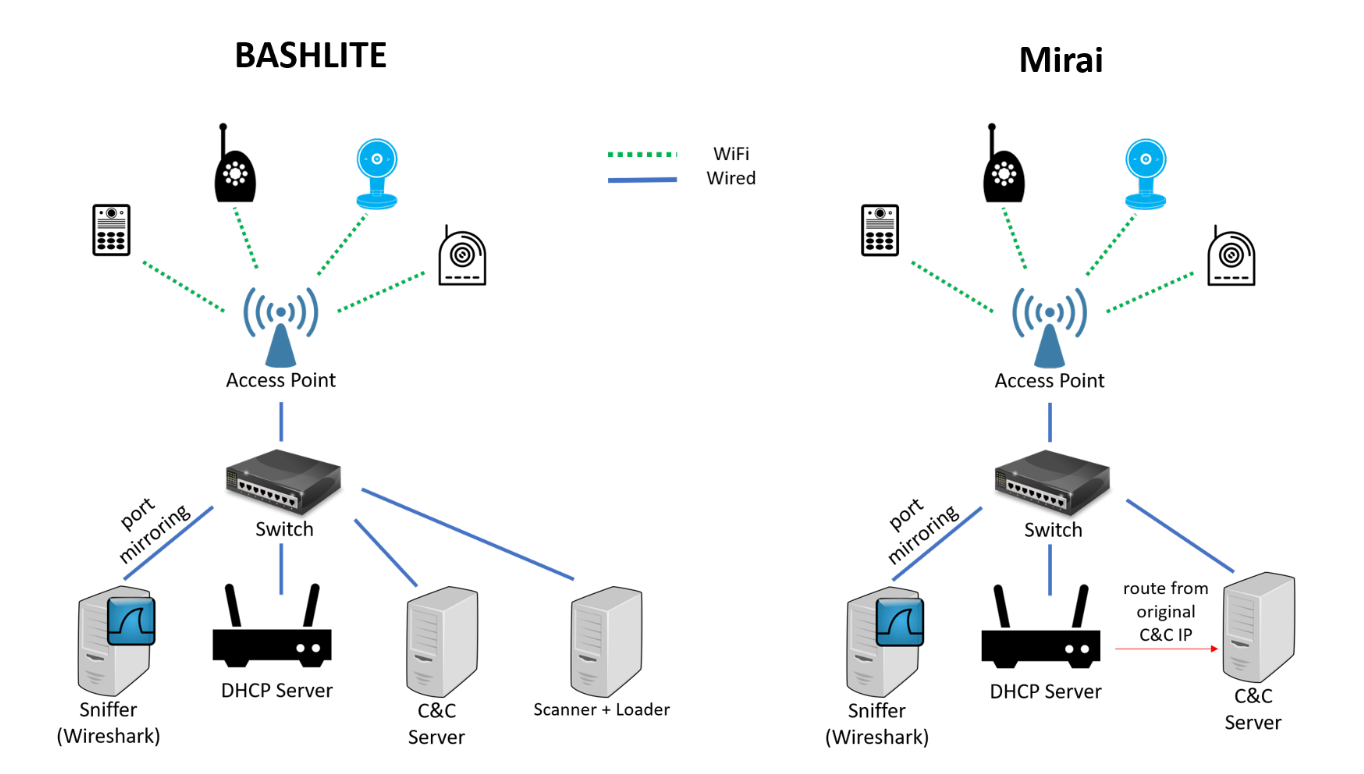 BASHLITE
Mirai
WiFi
Wired
Access Point
Access Point
port
mirroring
Switch
port
mirroring
Switch
DHCP Server
Sniffer
(Wireshark)
C&C
Server
Scanner + Loader
route from
original
C&C IP
DHCP Server
Sniffer
(Wireshark)
C&C
Server